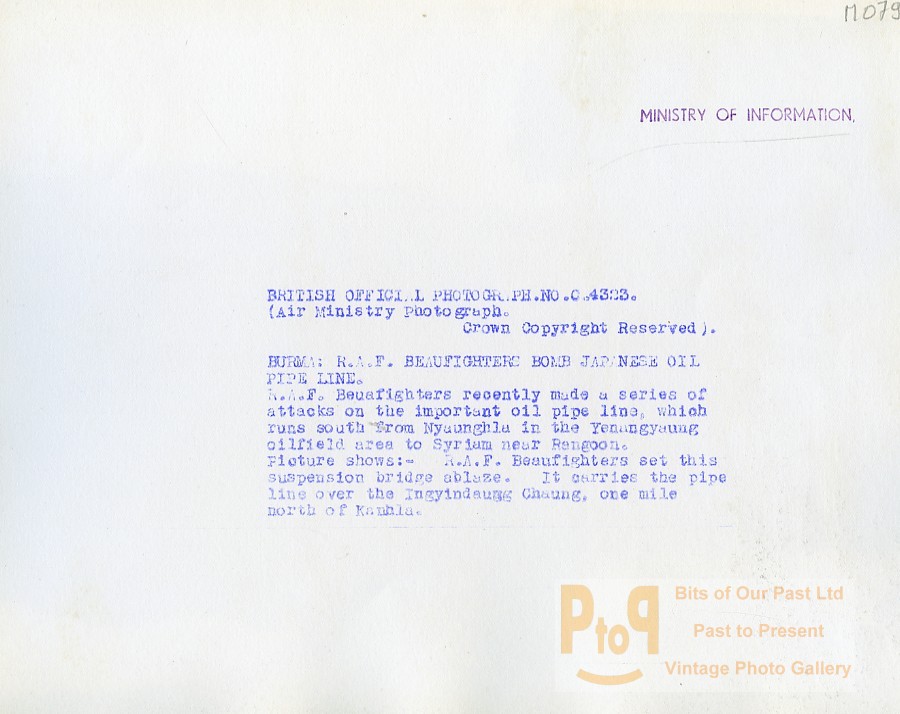 M079
MINISTRY OF INFORMATION.
BRITISH OFFICIAL PHOTOGRAPH.NO.C.4323.
(Air Ministry Photograph.
Crown Copyright Reserved).
BURMA: R.A.F. BEAUFIGHTERS BOMB JAPANESE OIL
PIPE LINE.
R.A.F. Beuafighters recently made a series of
attacks on the important oil pipe line, which
runs south from Nyaunghla in the Yenangyaung
oilfield area to Syriam near Rangoon.
Picture shows:- R.A.F. Beaufighters set this
suspension bridge ablaze. It carries the pipe
line over the Ingyindaugg Chaung, one mile
north of Kanhla.
PtoP
Bits of Our Past Ltd
Past to Present
Vintage Photo Gallery